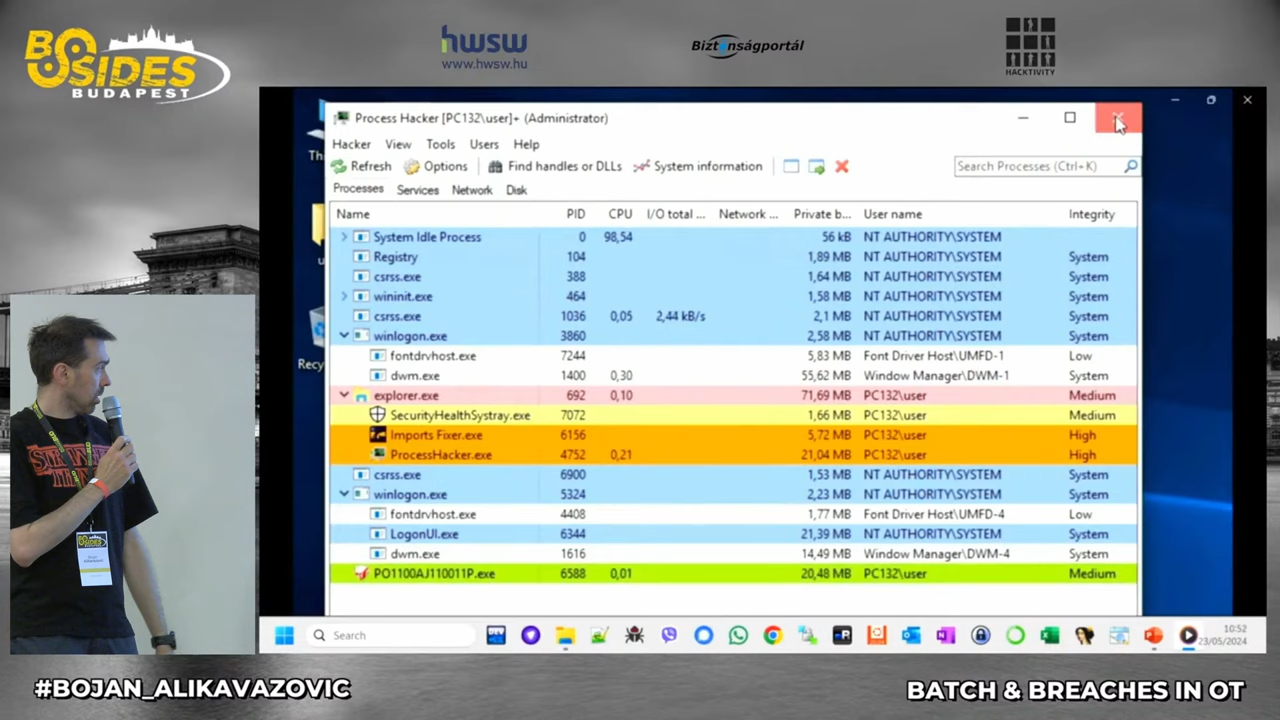 BSIDES
BUDAPEST
hwsw
www.hwsw.hu
Biztonságportál
HACKTIVITY
Process Hacker [PC132\user]+ (Administrator)
Hacker View Tools Users Help
Refresh Options Find handles or DLLs System information Search Processes (Ctrl+K)
Processes Services Network Disk
Name PID CPU I/O total ... Network ... Private b... User name Integrity
System Idle Process 0 98,54 56 kB NT AUTHORITY\SYSTEM
Registry 104 1,89 MB NT AUTHORITY\SYSTEM System
csrss.exe 388 1,64 MB NT AUTHORITY\SYSTEM System
wininit.exe 464 1,58 MB NT AUTHORITY\SYSTEM System
csrss.exe 1036 0,05 2,44 kB/s 2,1 MB NT AUTHORITY\SYSTEM System
winlogon.exe 3860 2,58 MB NT AUTHORITY\SYSTEM System
fontdrvhost.exe 7244 5,83 MB Font Driver Host\UMFD-1 Low
dwm.exe 1400 0,30 55,62 MB Window Manager\DWM-1 System
explorer.exe 692 0,10 71,69 MB PC132\user Medium
SecurityHealthSystray.exe 7072 1,66 MB PC132\user Medium
Imports Fixer.exe 6156 5,72 MB PC132\user High
ProcessHacker.exe 4752 0,21 21,04 MB PC132\user High
csrss.exe 6900 1,53 MB NT AUTHORITY\SYSTEM System
winlogon.exe 5324 2,23 MB NT AUTHORITY\SYSTEM System
fontdrvhost.exe 4408 1,77 MB Font Driver Host\UMFD-4 Low
LogonUI.exe 6344 21,39 MB NT AUTHORITY\SYSTEM System
dwm.exe 1616 14,49 MB Window Manager\DWM-4 System
PO1100AJ110011P.exe 6588 0,01 20,48 MB PC132\user Medium
Th
Recy
Search
10:52
23/05/2024
STRANGER
BSIDES
#BOJAN_ALIKAVAZOVIC
BATCH & BREACHES IN OT